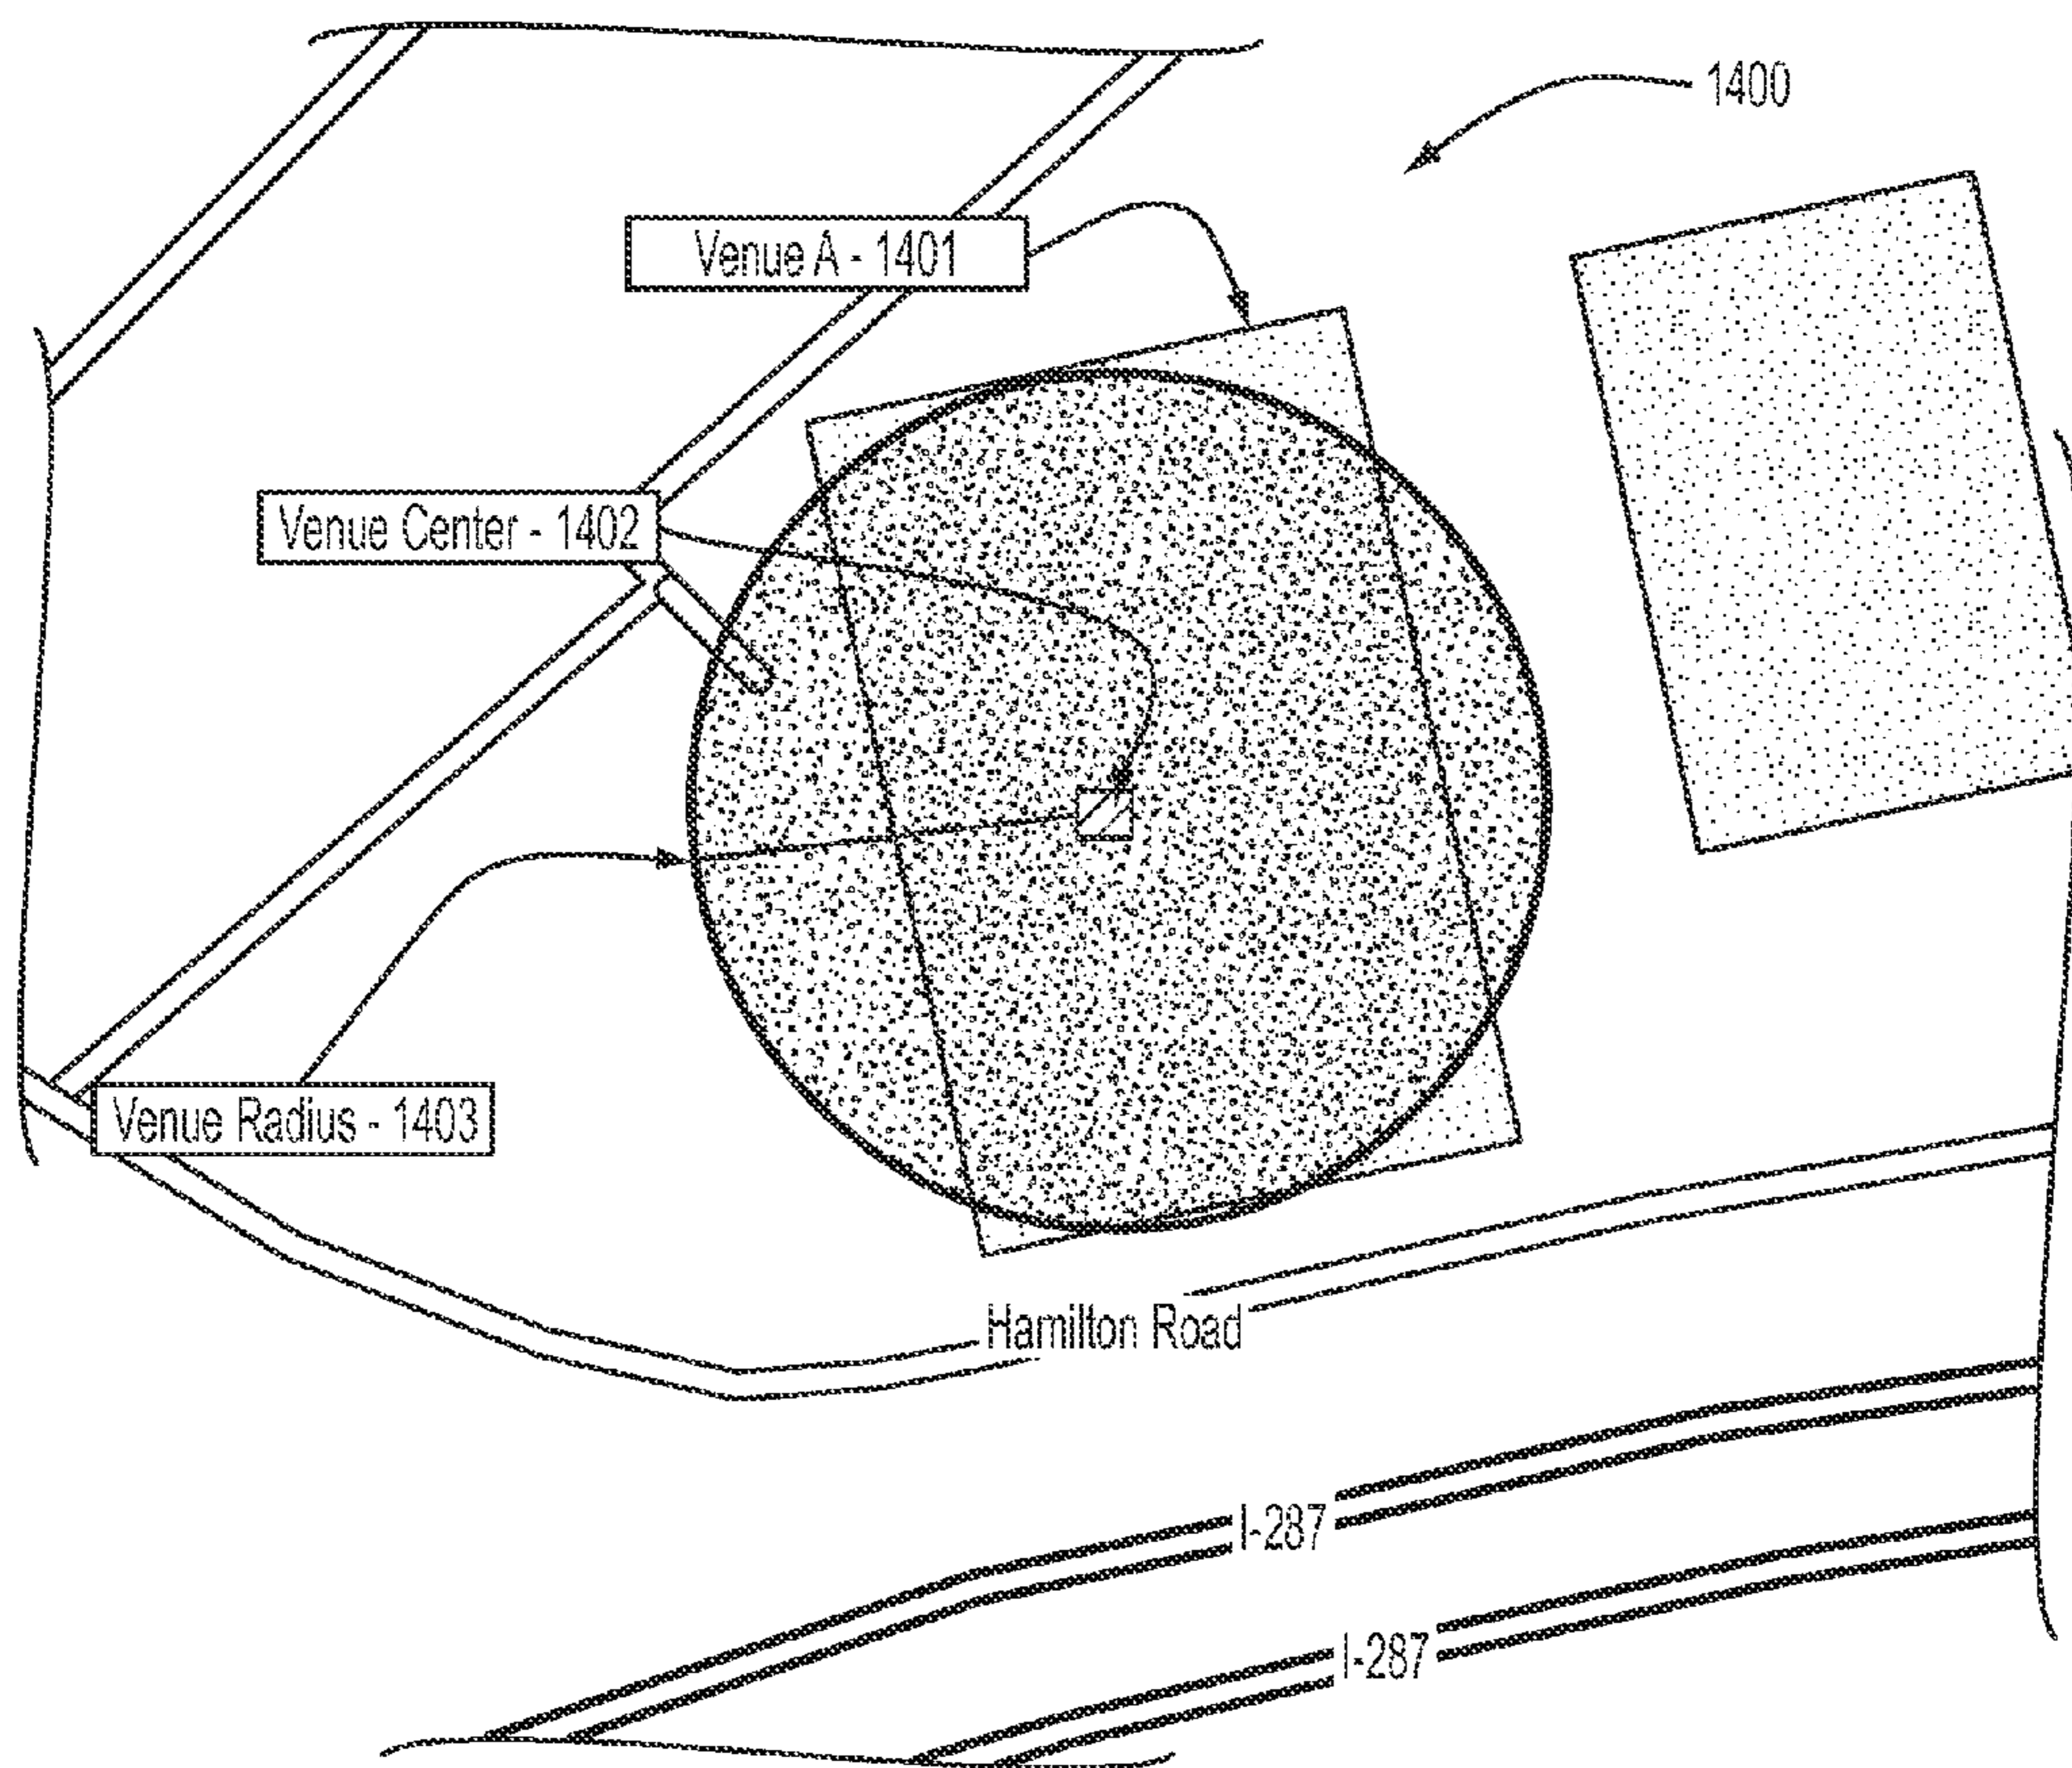 1400
Venue A - 1401
Venue Center - 1402
Venue Radius - 1403
Hamilton Road
I-287
I-287